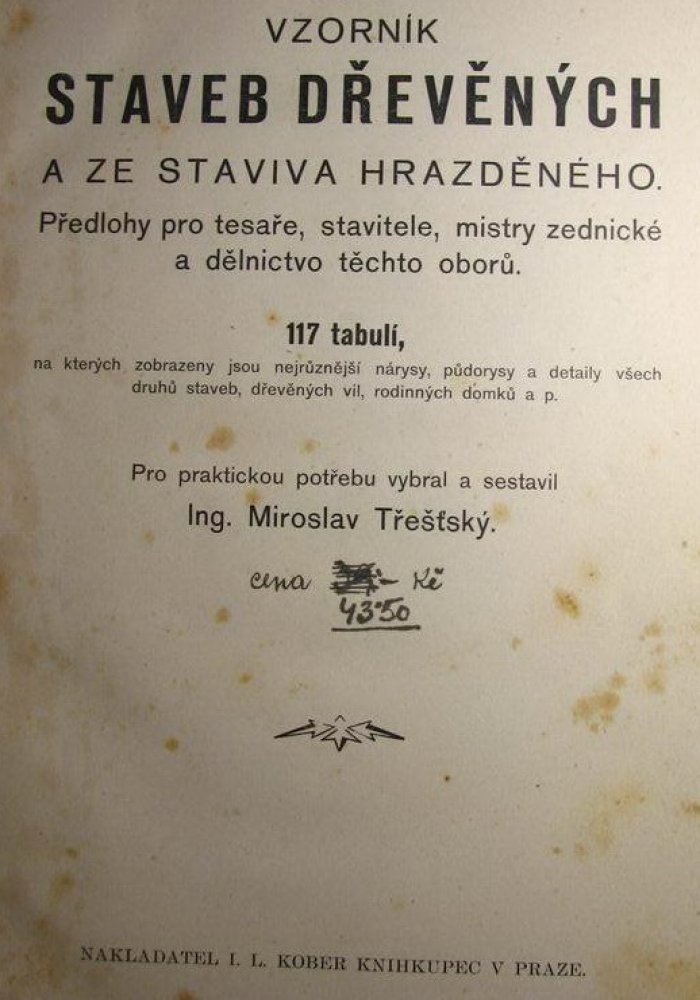 VZORNÍK
STAVEB DŘEVĚNÝCH
A ZE STAVIVA HRAZDĚNÉHO.
Předlohy pro tesaře, stavitele, mistry zednické
a dělnictvo těchto oborů.
117 tabulí,
na kterých zobrazeny jsou nejrůznější nárysy, půdorysy a detaily všech
druhů staveb, dřevěných vil, rodinných domků a p.
Pro praktickou potřebu vybral a sestavil
Ing. Miroslav Třešťský.
cena :– Kč
43·50
NAKLADATEL I. L. KOBER KNIHKUPEC V PRAZE.